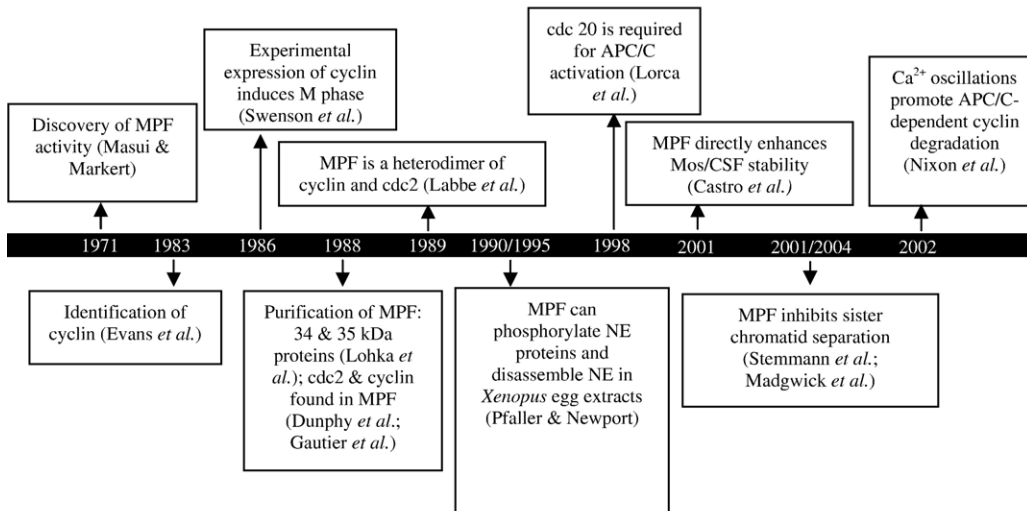 Discovery of MPF
activity (Masui &
Markert)
Experimental
expression of cyclin
induces M phase
(Swenson et al.)
MPF is a heterodimer of
cyclin and cdc2 (Labbe et al.)
cdc 20 is required
for APC/C
activation (Lorca
et al.)
MPF directly enhances
Mos/CSF stability
(Castro et al.)
Ca²⁺ oscillations
promote APC/C-
dependent cyclin
degradation
(Nixon et al.)
1971 1983 1986 1988 1989 1990/1995 1998 2001 2001/2004 2002
Identification of
cyclin (Evans et al.)
Purification of MPF:
34 & 35 kDa
proteins (Lohka et
al.); cdc2 & cyclin
found in MPF
(Dunphy et al.;
Gautier et al.)
MPF can
phosphorylate NE
proteins and
disassemble NE in
Xenopus egg extracts
(Pfaller & Newport)
MPF inhibits sister
chromatid separation
(Stemmann et al.;
Madgwick et al.)